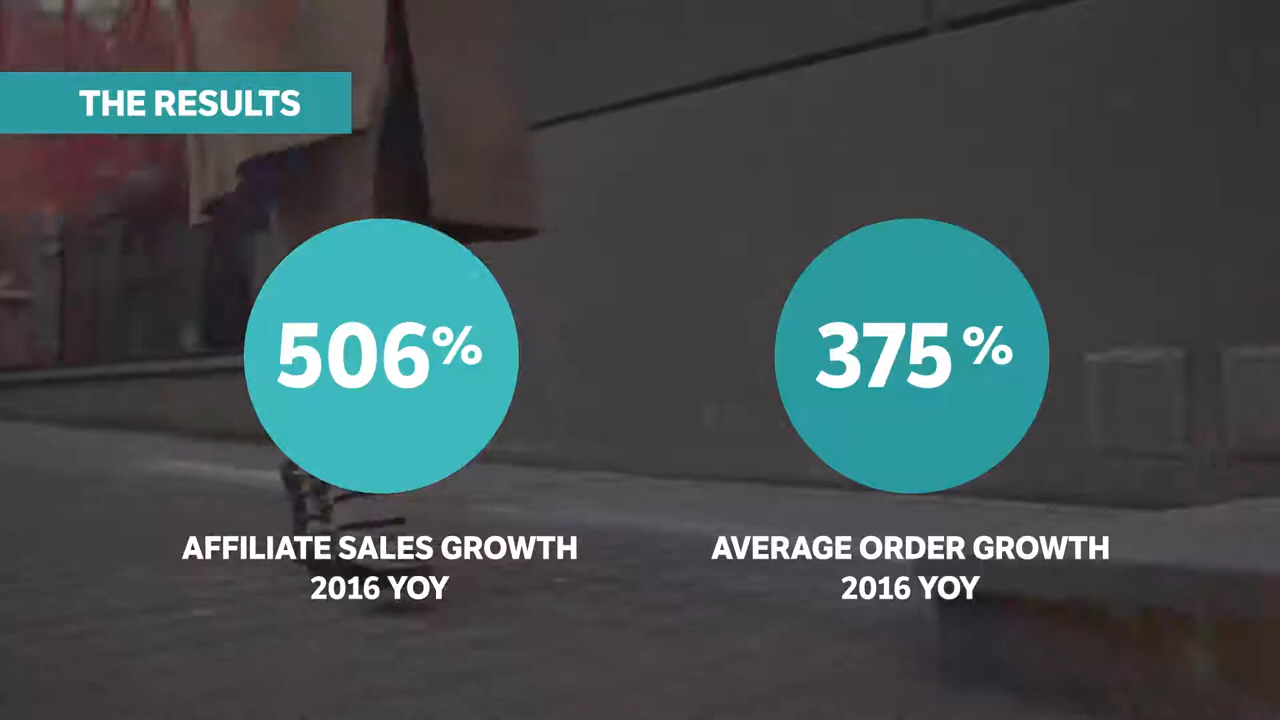 THE RESULTS
506%
375 %
AFFILIATE SALES GROWTH
2016 YOY
AVERAGE ORDER GROWTH
2016 YOY